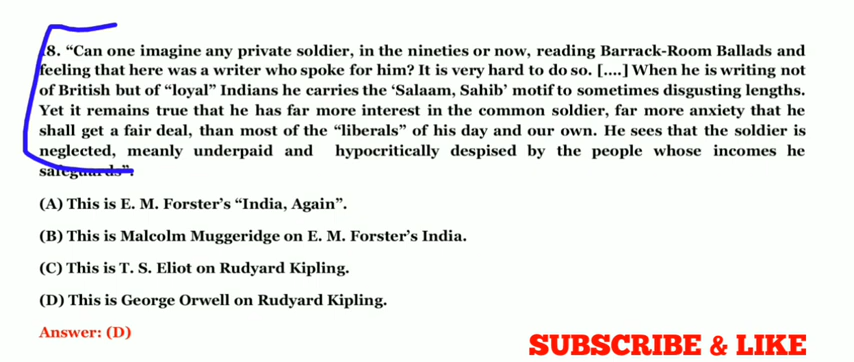 18. “Can one imagine any private soldier, in the nineties or now, reading Barrack-Room Ballads and
feeling that here was a writer who spoke for him? It is very hard to do so. [....] When he is writing not
of British but of “loyal” Indians he carries the ‘Salaam, Sahib’ motif to sometimes disgusting lengths.
Yet it remains true that he has far more interest in the common soldier, far more anxiety that he
shall get a fair deal, than most of the “liberals” of his day and our own. He sees that the soldier is
neglected, meanly underpaid and hypocritically despised by the people whose incomes he
safeguards”.
(A) This is E. M. Forster’s “India, Again”.
(B) This is Malcolm Muggeridge on E. M. Forster’s India.
(C) This is T. S. Eliot on Rudyard Kipling.
(D) This is George Orwell on Rudyard Kipling.
Answer: (D)
SUBSCRIBE & LIKE